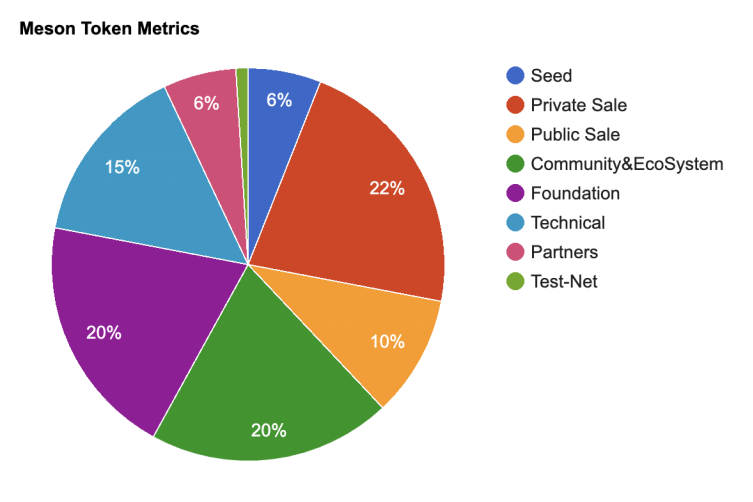 Meson Token Metrics
6%
22%
10%
20%
20%
15%
6%
Seed
Private Sale
Public Sale
Community&EcoSystem
Foundation
Technical
Partners
Test-Net